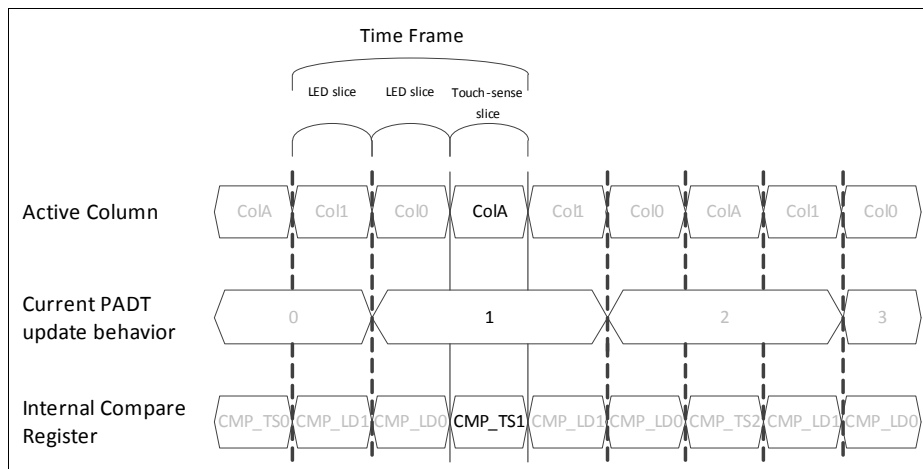 Time Frame
LED slice LED slice Touch-sense
slice
Active Column ColA Col1 Col0 ColA Col1 Col0 ColA Col1 Col0
Current PADT
update behavior 0 1 2 3
Internal Compare
Register CMP_TS0 CMP_LD1 CMP_LD0 CMP_TS1 CMP_LD1 CMP_LD0 CMP_TS2 CMP_LD1 CMP_LD0